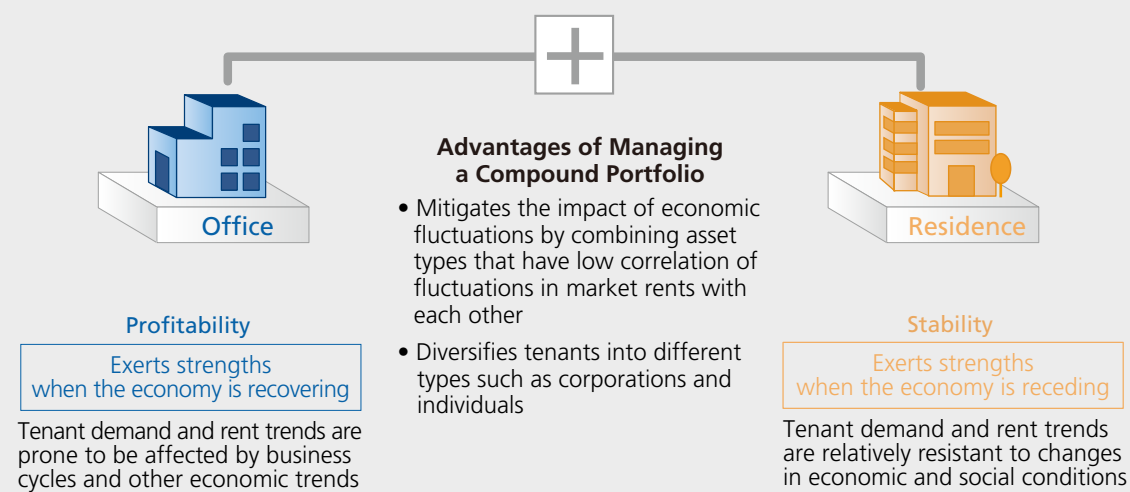 Office
Profitability
Exerts strengths
when the economy is recovering
Tenant demand and rent trends are
prone to be affected by business
cycles and other economic trends
Advantages of Managing
a Compound Portfolio
• Mitigates the impact of economic
fluctuations by combining asset
types that have low correlation of
fluctuations in market rents with
each other
• Diversifies tenants into different
types such as corporations and
individuals
Residence
Stability
Exerts strengths
when the economy is receding
Tenant demand and rent trends
are relatively resistant to changes
in economic and social conditions